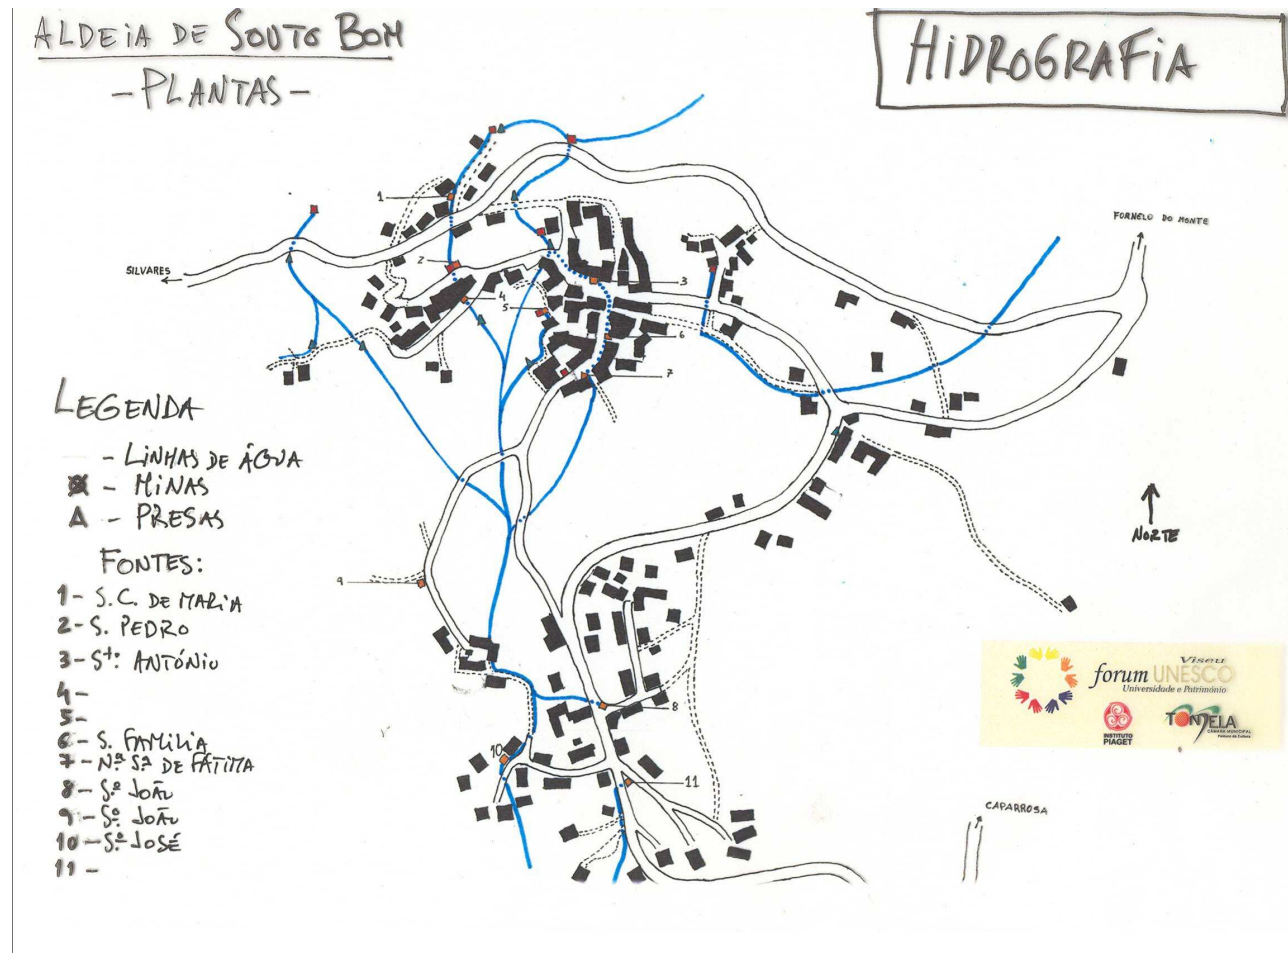 ALDEIA DE SOUTO BOM
- PLANTAS -
HIDROGRAFIA
FORNELO DO MONTE
SILVARES
1
2
3
4
5
6
7
8
9
10
11
LEGENDA
- LINHAS DE ÁGUA
- MINAS
- PRESAS
FONTES:
1 - S.C. DE MARIA
2 - S. PEDRO
3 - Stº. ANTÓNIO
4 -
5 -
6 - S. FAMILIA
7 - Nª Sª DE FÁTIMA
8 - Sº. JOÃO
9 - Sº. JOÃO
10 - Sº. JOSÉ
11 -
NORTE
Viseu
forum UNESCO
Universidade e Património
INSTITUTO
PIAGET
TONDELA
CÂMARA MUNICIPAL
CAPARROSA